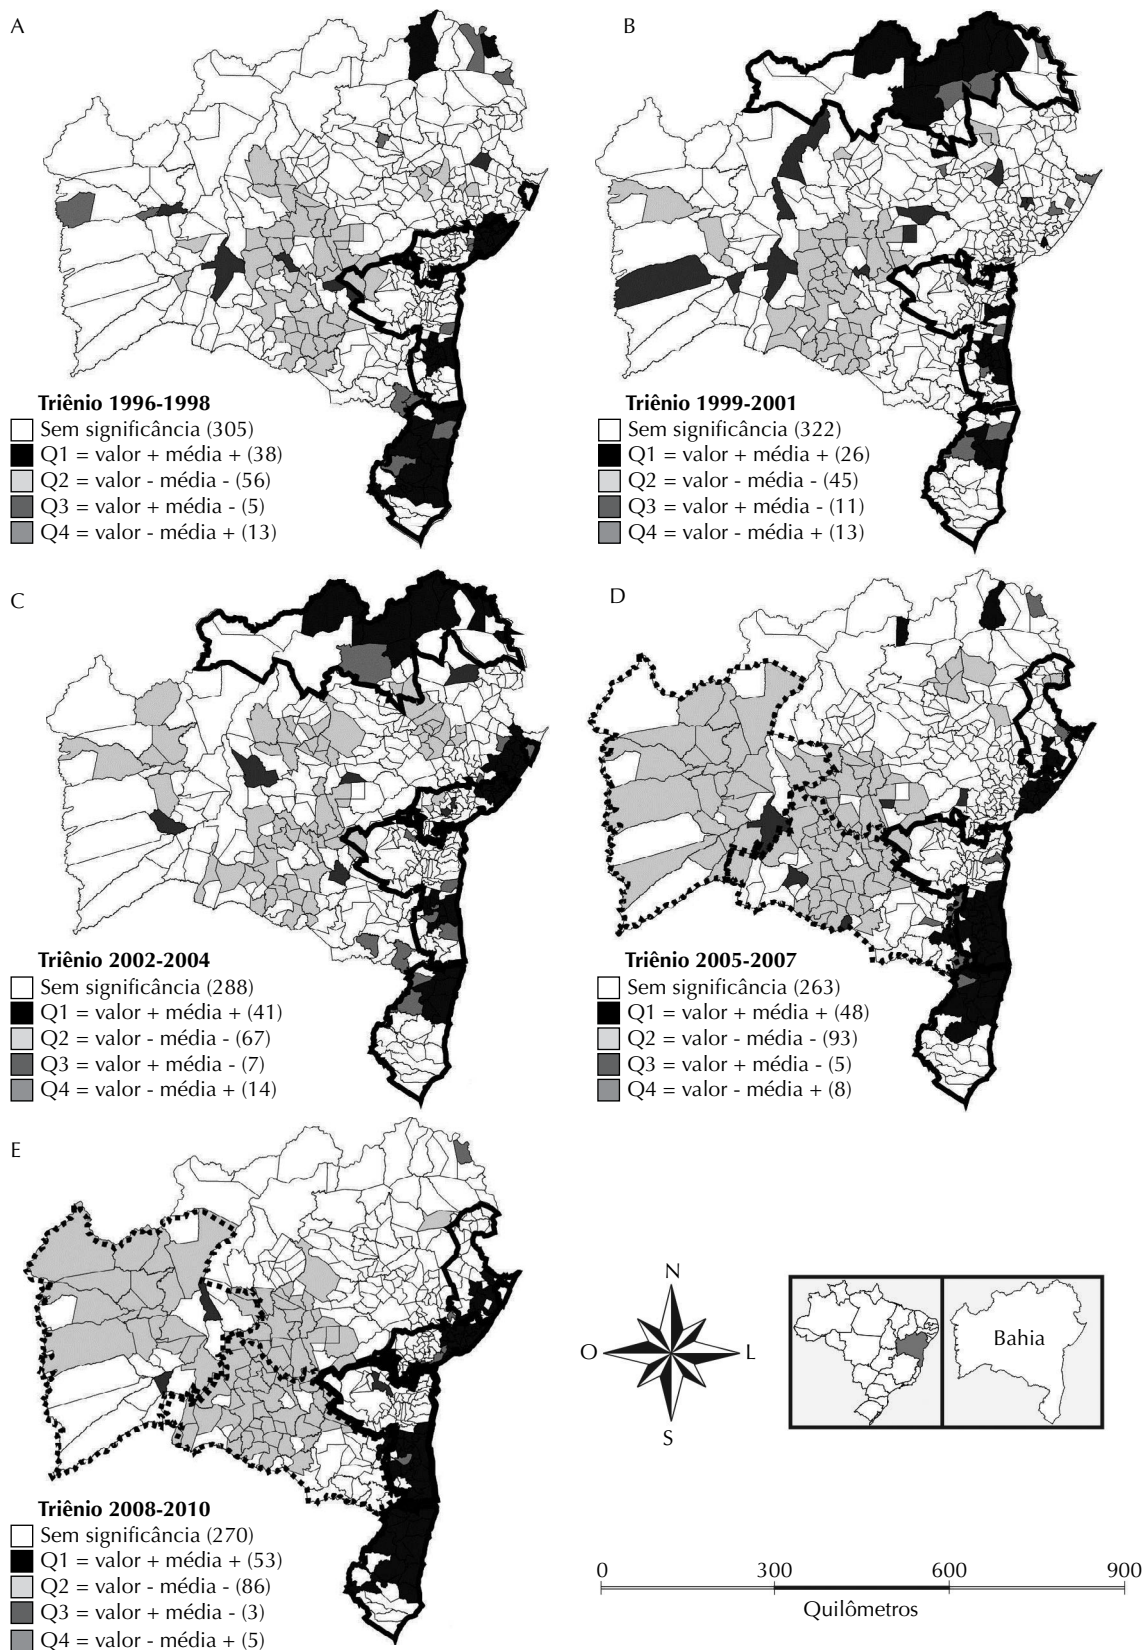 A
Triênio 1996-1998
Sem significância (305)
Q1 = valor + média + (38)
Q2 = valor - média - (56)
Q3 = valor + média - (5)
Q4 = valor - média + (13)
B
Triênio 1999-2001
Sem significância (322)
Q1 = valor + média + (26)
Q2 = valor - média - (45)
Q3 = valor + média - (11)
Q4 = valor - média + (13)
C
Triênio 2002-2004
Sem significância (288)
Q1 = valor + média + (41)
Q2 = valor - média - (67)
Q3 = valor + média - (7)
Q4 = valor - média + (14)
D
Triênio 2005-2007
Sem significância (263)
Q1 = valor + média + (48)
Q2 = valor - média - (93)
Q3 = valor + média - (5)
Q4 = valor - média + (8)
E
Triênio 2008-2010
Sem significância (270)
Q1 = valor + média + (53)
Q2 = valor - média - (86)
Q3 = valor + média - (3)
Q4 = valor - média + (5)
N
O
L
S
Bahia
0 300 600 900
Quilômetros